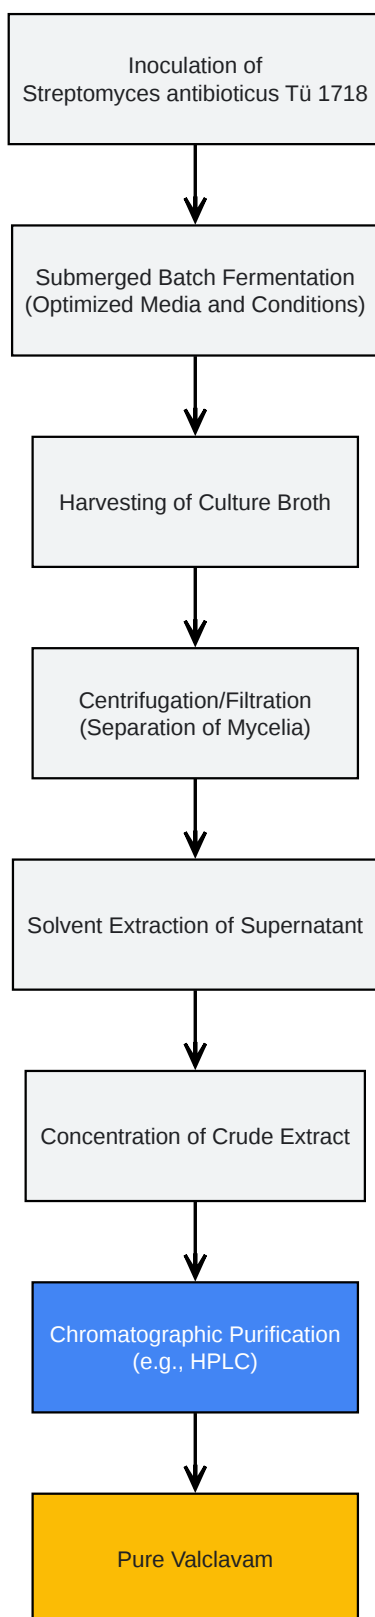 Inoculation of
Streptomyces antibioticus Tü 1718
Submerged Batch Fermentation
(Optimized Media and Conditions)
Harvesting of Culture Broth
Centrifugation/Filtration
(Separation of Mycelia)
Solvent Extraction of Supernatant
Concentration of Crude Extract
Chromatographic Purification
(e.g., HPLC)
Pure Valclavam